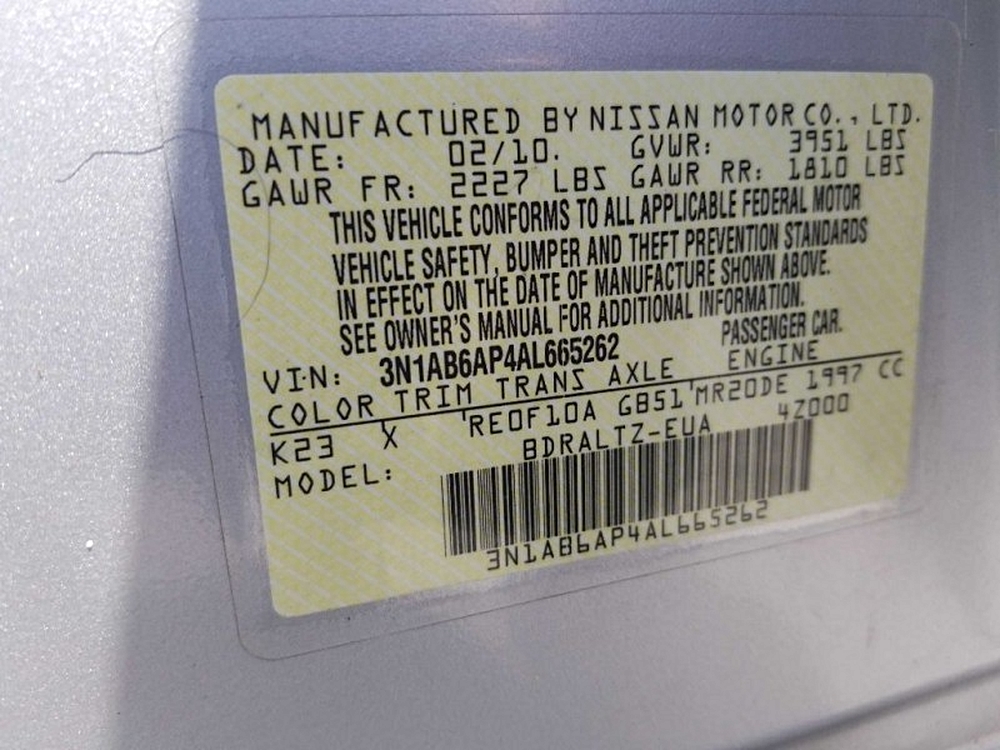 MANUFACTURED BY NISSAN MOTOR CO., LTD.
DATE: 02/10. GVWR: 3951 LBS
GAWR FR: 2227 LBS GAWR RR: 1810 LBS
THIS VEHICLE CONFORMS TO ALL APPLICABLE FEDERAL MOTOR
VEHICLE SAFETY, BUMPER AND THEFT PREVENTION STANDARDS
IN EFFECT ON THE DATE OF MANUFACTURE SHOWN ABOVE.
SEE OWNER'S MANUAL FOR ADDITIONAL INFORMATION.
VIN: 3N1AB6AP4AL665262 PASSENGER CAR.
COLOR TRIM TRANS AXLE ENGINE
K23 X RE0F10A GB51 MR20DE 1997 CC
MODEL: BDRALTZ-EUA 4Z000
3N1AB6AP4AL665262